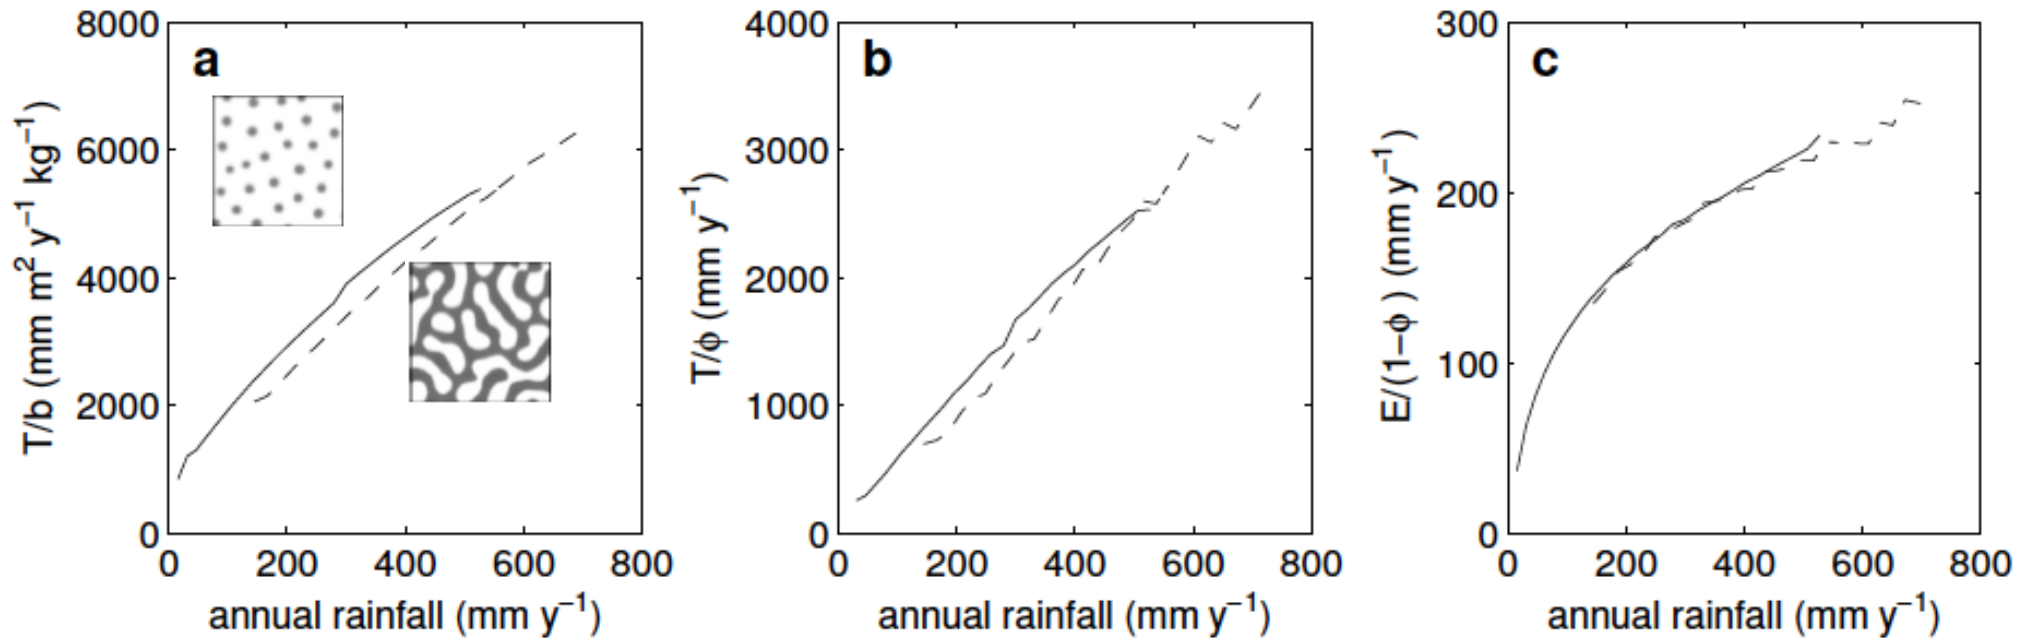 a
8000
6000
4000
2000
0
0 200 400 600 800
T/b (mm m² y⁻¹ kg⁻¹)
annual rainfall (mm y⁻¹)
b
4000
3000
2000
1000
0
0 200 400 600 800
T/ϕ (mm y⁻¹)
annual rainfall (mm y⁻¹)
c
300
200
100
0
0 200 400 600 800
E/(1−ϕ ) (mm y⁻¹)
annual rainfall (mm y⁻¹)